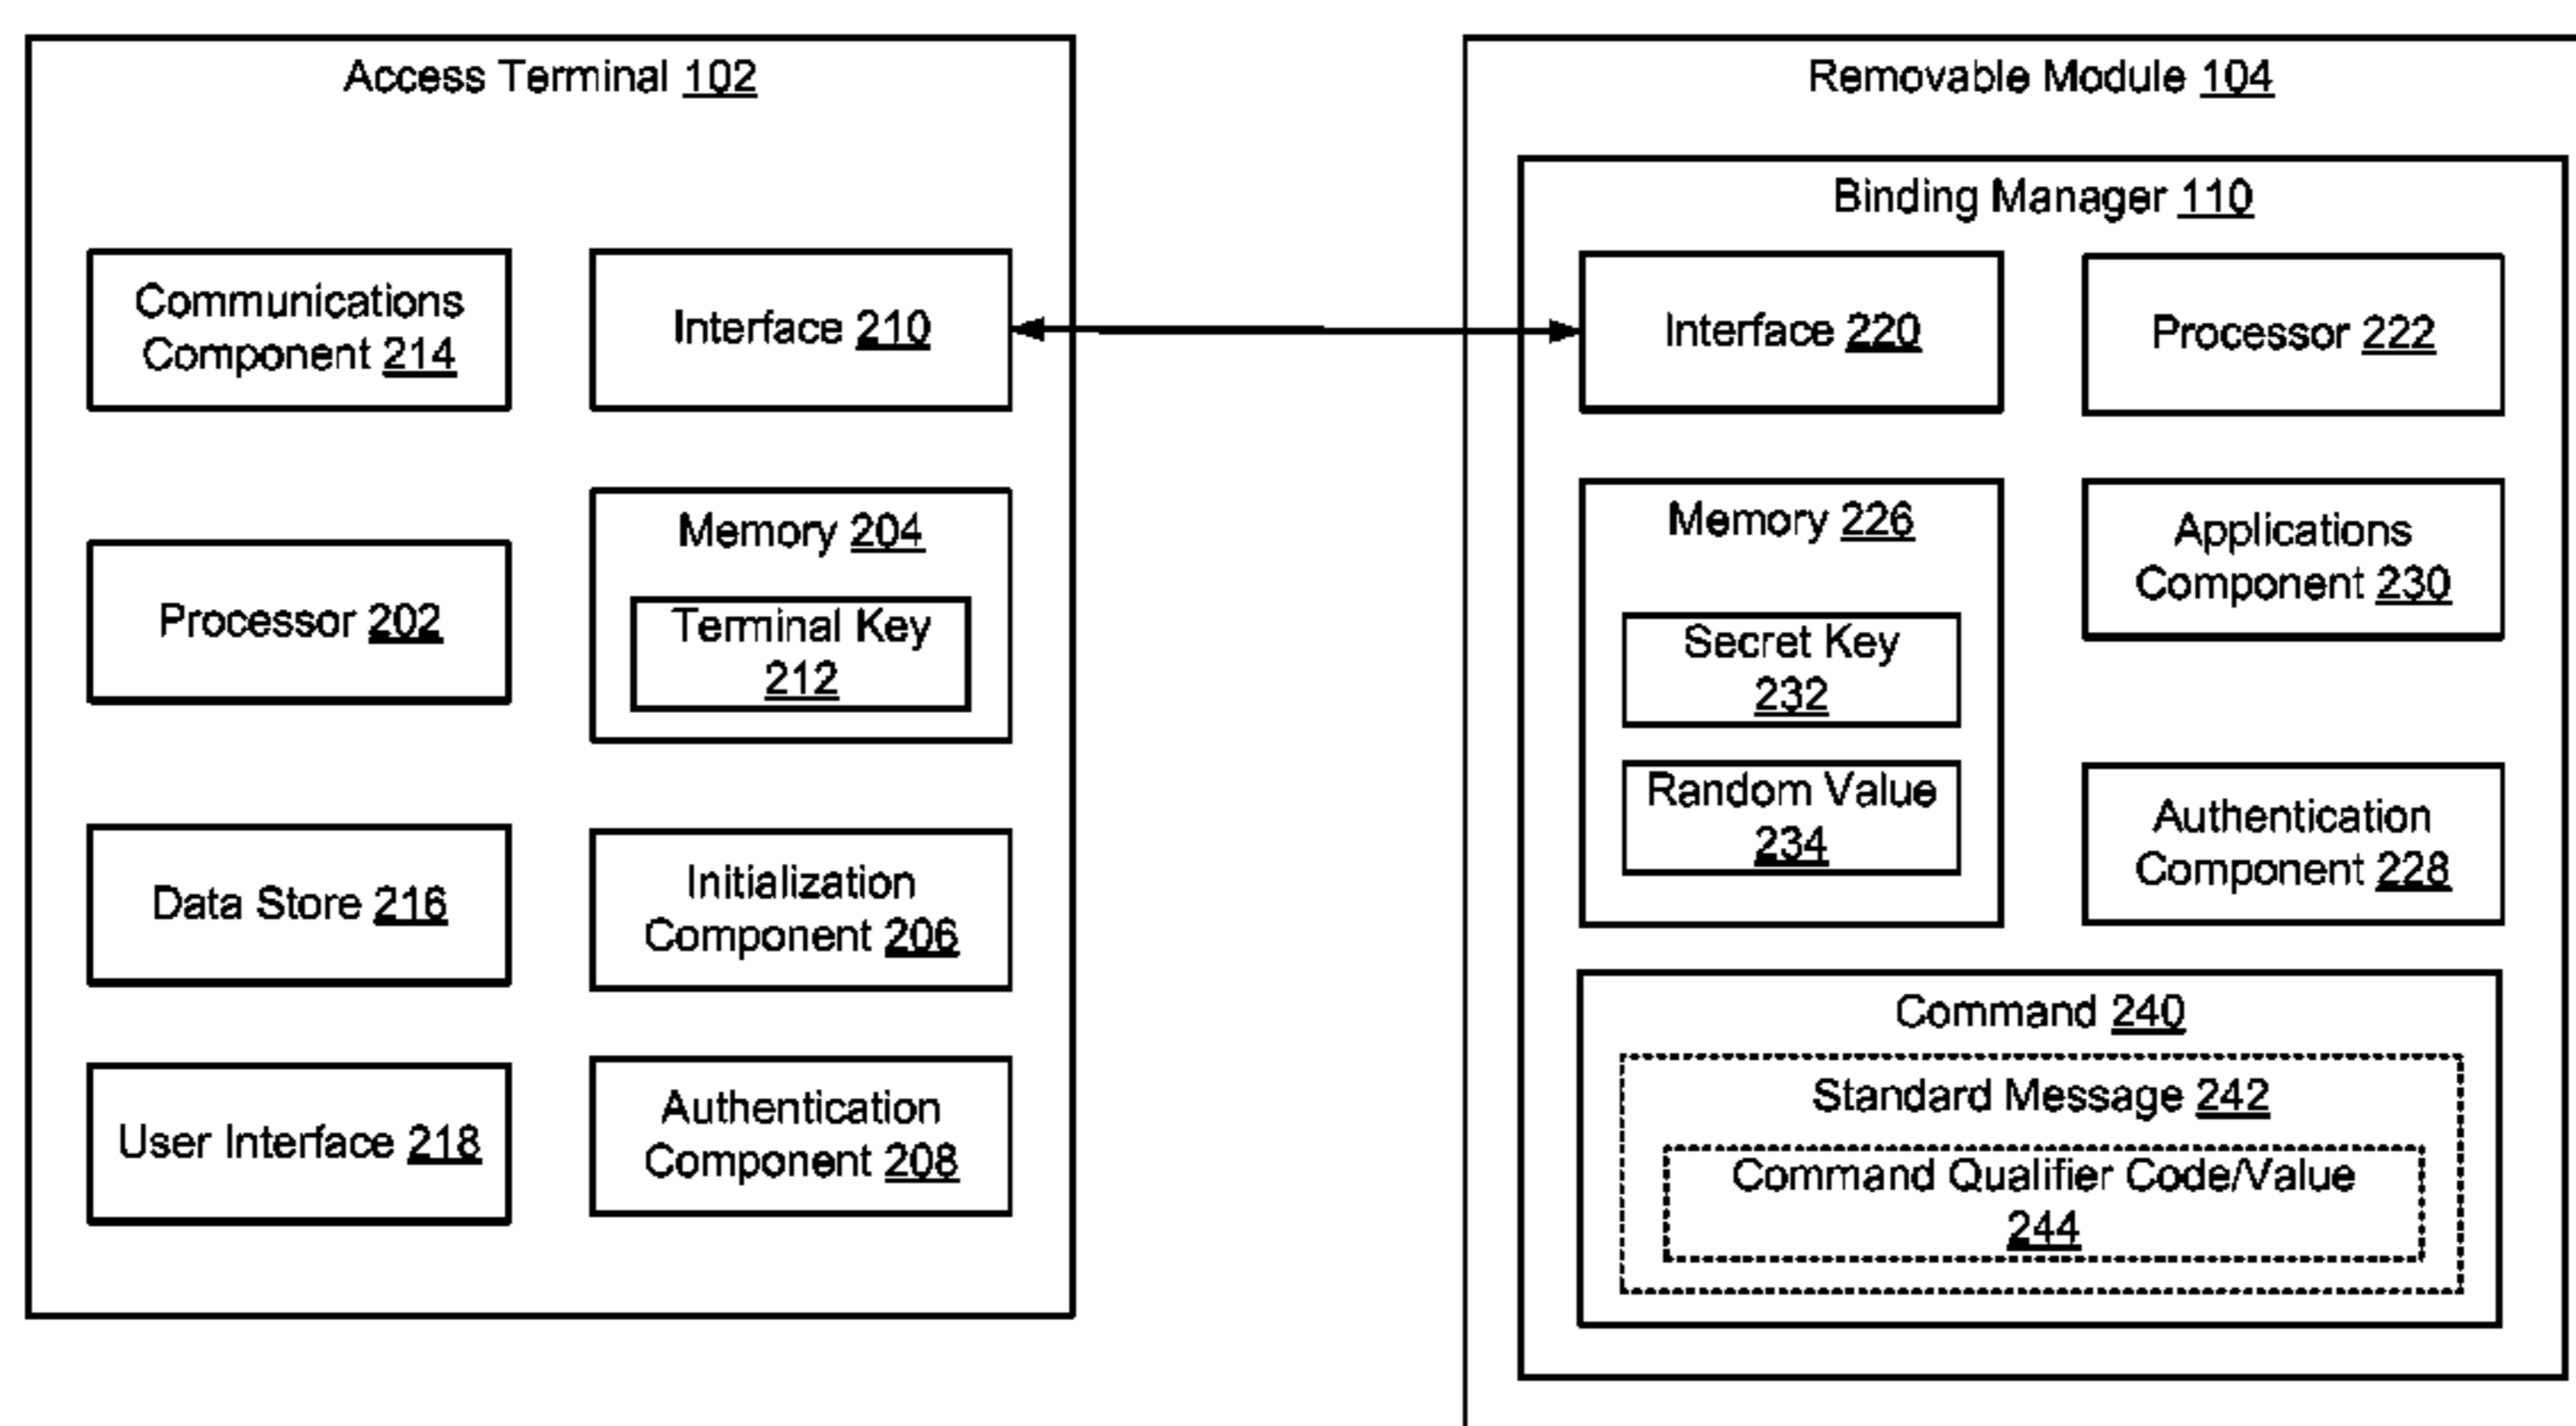 Access Terminal 102
Communications
Component 214
Interface 210
Processor 202
Memory 204
Terminal Key
212
Data Store 216
Initialization
Component 206
User Interface 218
Authentication
Component 208
Removable Module 104
Binding Manager 110
Interface 220
Processor 222
Memory 226
Secret Key
232
Random Value
234
Applications
Component 230
Authentication
Component 228
Command 240
Standard Message 242
Command Qualifier Code/Value
244